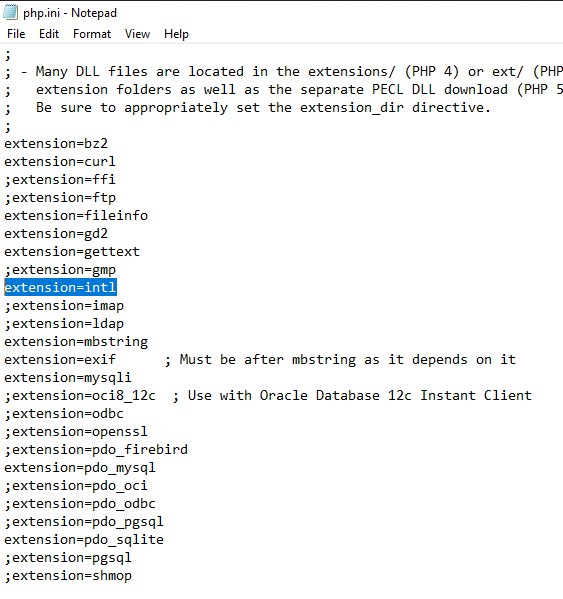 php.ini - Notepad
File Edit Format View Help
;
; - Many DLL files are located in the extensions/ (PHP 4) or ext/ (PHP
;   extension folders as well as the separate PECL DLL download (PHP 5
;   Be sure to appropriately set the extension_dir directive.
;
extension=bz2
extension=curl
;extension=ffi
;extension=ftp
extension=fileinfo
extension=gd2
extension=gettext
;extension=gmp
extension=intl
;extension=imap
;extension=ldap
extension=mbstring
extension=exif      ; Must be after mbstring as it depends on it
extension=mysqli
;extension=oci8_12c  ; Use with Oracle Database 12c Instant Client
;extension=odbc
;extension=openssl
;extension=pdo_firebird
extension=pdo_mysql
;extension=pdo_oci
;extension=pdo_odbc
;extension=pdo_pgsql
extension=pdo_sqlite
;extension=pgsql
;extension=shmop